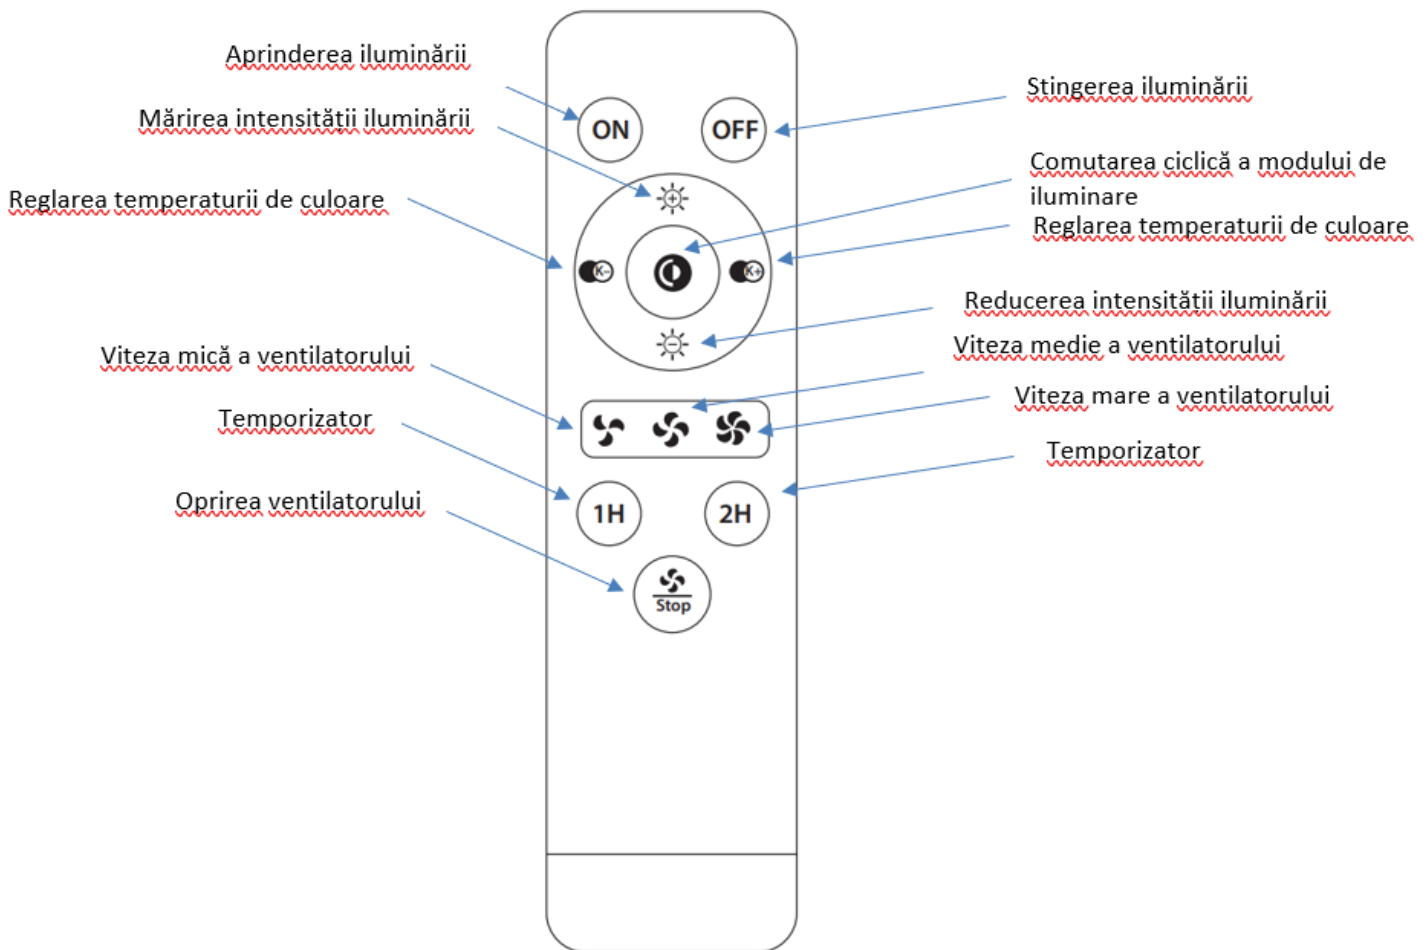 Aprinderea iluminării
Stingerea iluminării
Mărirea intensității iluminării
ON
OFF
Comutarea ciclică a modului de
iluminare
Reglarea temperaturii de culoare
Reglarea temperaturii de culoare
K-
K+
Reducerea intensității iluminării
Viteza medie a ventilatorului
Viteza mică a ventilatorului
Viteza mare a ventilatorului
Temporizator
Temporizator
Oprirea ventilatorului
1H
2H
Stop